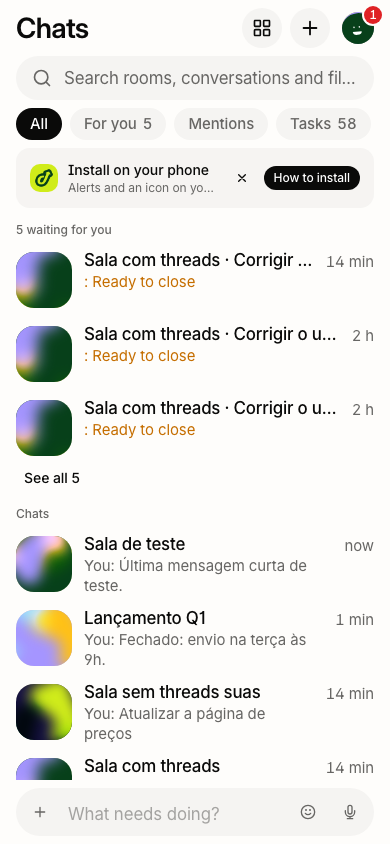 Chats
1
Search rooms, conversations and fil...
All
For you 5
Mentions
Tasks 58
Install on your phone
Alerts and an icon on yo...
How to install
5 waiting for you
Sala com threads · Corrigir ...
14 min
: Ready to close
Sala com threads · Corrigir o u...
2 h
: Ready to close
Sala com threads · Corrigir o u...
2 h
: Ready to close
See all 5
Chats
Sala de teste
now
You: Última mensagem curta de
teste.
Lançamento Q1
1 min
You: Fechado: envio na terça às
9h.
Sala sem threads suas
14 min
You: Atualizar a página de
preços
Sala com threads
14 min
What needs doing?